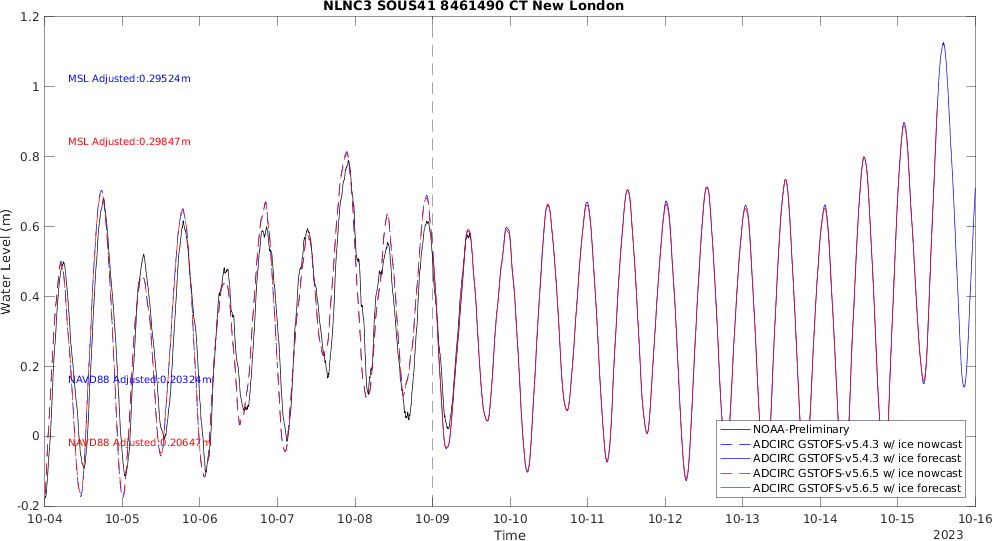 NLNC3 SOUS41 8461490 CT New London
1.2
1
0.8
0.6
0.4
0.2
0
-0.2
Water Level (m)
MSL Adjusted:0.29524m
MSL Adjusted:0.29847m
NAVD88 Adjusted:0.20324m
NAVD88 Adjusted:0.20647m
NOAA-Preliminary
ADCIRC GSTOFS-v5.4.3 w/ ice nowcast
ADCIRC GSTOFS-v5.4.3 w/ ice forecast
ADCIRC GSTOFS-v5.6.5 w/ ice nowcast
ADCIRC GSTOFS-v5.6.5 w/ ice forecast
10-04 10-05 10-06 10-07 10-08 10-09 10-10 10-11 10-12 10-13 10-14 10-15 10-16
Time
2023